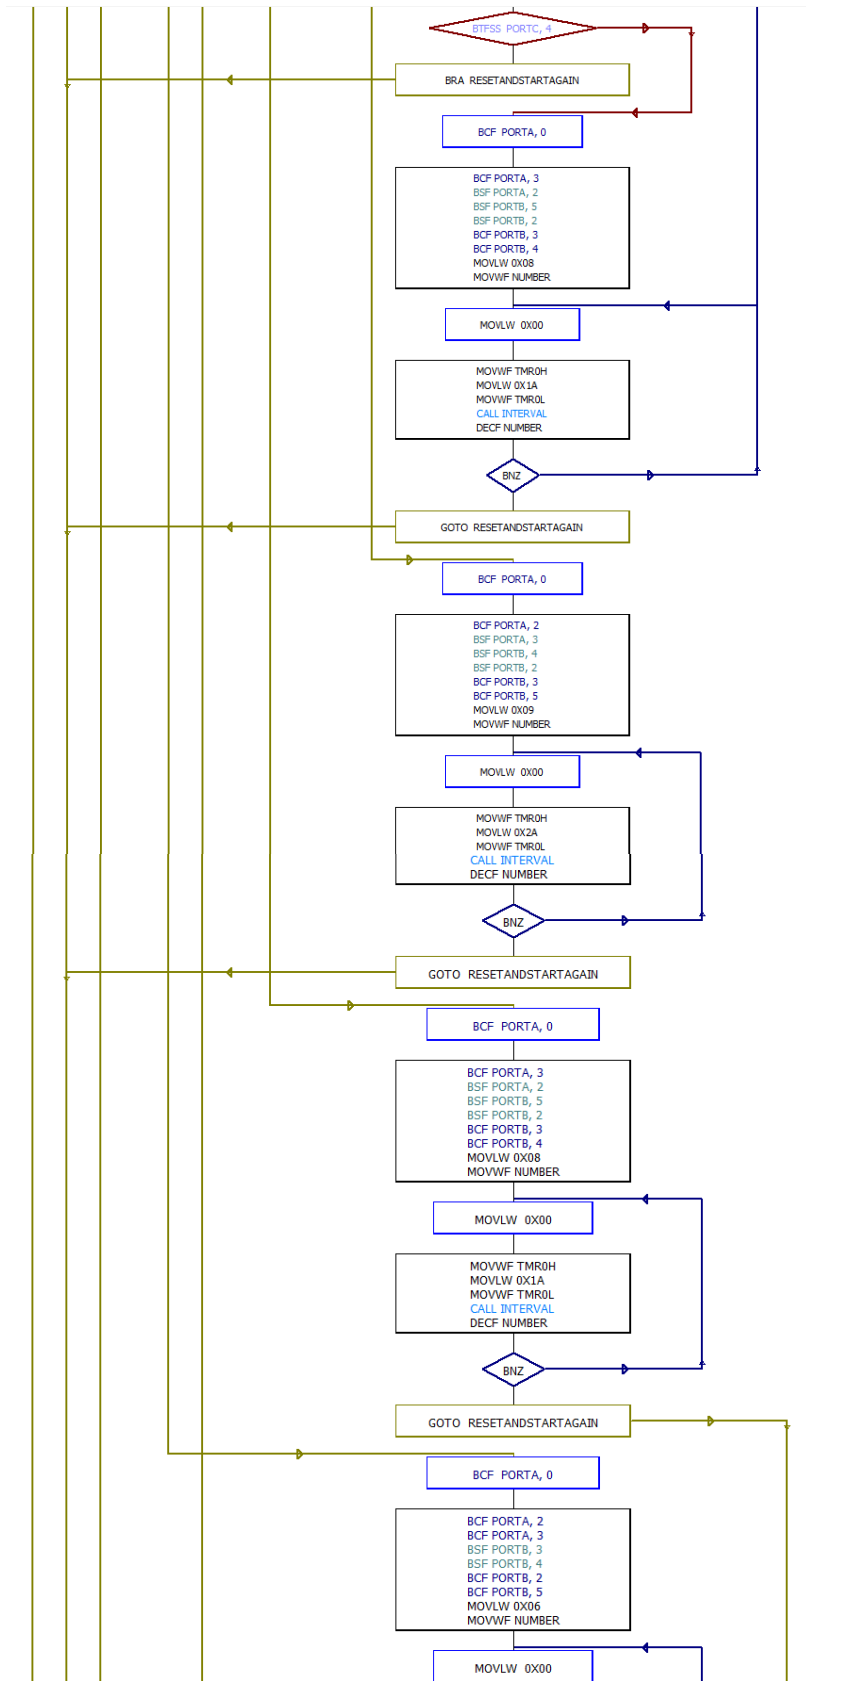 BTFSS PORTC, 4
BRA RESETANDSTARTAGAIN
BCF PORTA, 0
BCF PORTA, 3
BSF PORTA, 2
BSF PORTB, 5
BSF PORTB, 2
BCF PORTB, 3
BCF PORTB, 4
MOVLW 0X08
MOVWF NUMBER
MOVLW 0X00
MOVWF TMR0H
MOVLW 0X1A
MOVWF TMR0L
CALL INTERVAL
DECF NUMBER
BNZ
GOTO RESETANDSTARTAGAIN
BCF PORTA, 0
BCF PORTA, 2
BSF PORTA, 3
BSF PORTB, 4
BSF PORTB, 2
BCF PORTB, 3
BCF PORTB, 5
MOVLW 0X09
MOVWF NUMBER
MOVLW 0X00
MOVWF TMR0H
MOVLW 0X2A
MOVWF TMR0L
CALL INTERVAL
DECF NUMBER
BNZ
GOTO RESETANDSTARTAGAIN
BCF PORTA, 0
BCF PORTA, 3
BSF PORTA, 2
BSF PORTB, 5
BSF PORTB, 2
BCF PORTB, 3
BCF PORTB, 4
MOVLW 0X08
MOVWF NUMBER
MOVLW 0X00
MOVWF TMR0H
MOVLW 0X1A
MOVWF TMR0L
CALL INTERVAL
DECF NUMBER
BNZ
GOTO RESETANDSTARTAGAIN
BCF PORTA, 0
BCF PORTA, 2
BCF PORTA, 3
BSF PORTB, 3
BSF PORTB, 4
BCF PORTB, 2
BCF PORTB, 5
MOVLW 0X06
MOVWF NUMBER
MOVLW 0X00